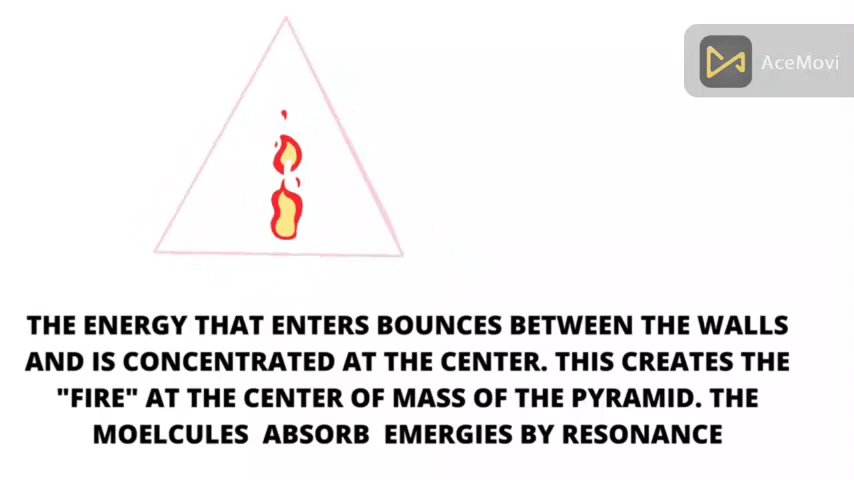 AceMovi
THE ENERGY THAT ENTERS BOUNCES BETWEEN THE WALLS
AND IS CONCENTRATED AT THE CENTER. THIS CREATES THE
"FIRE" AT THE CENTER OF MASS OF THE PYRAMID. THE
MOELCULES ABSORB EMERGIES BY RESONANCE